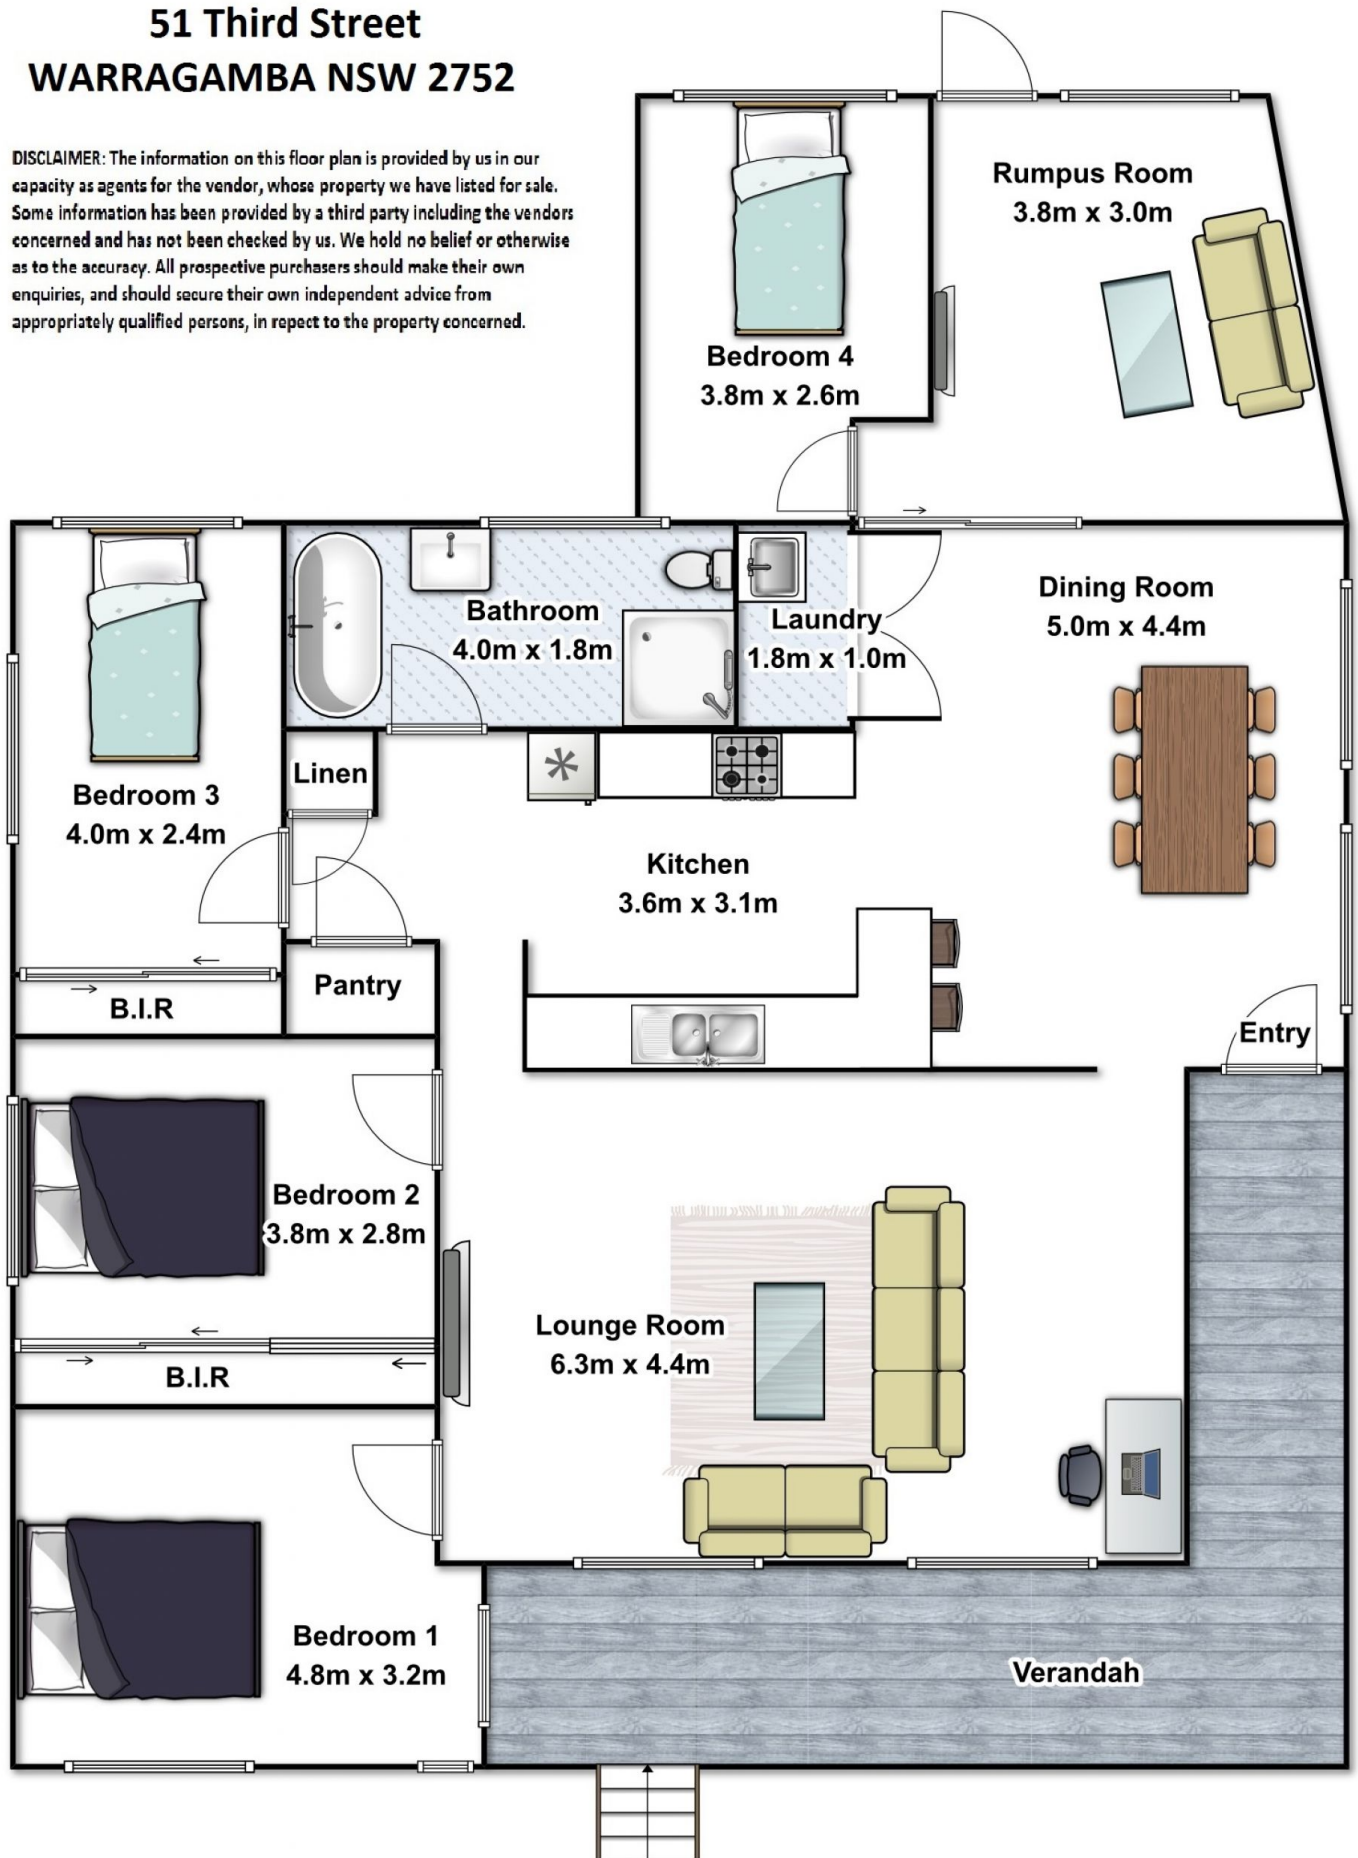 51 Third Street
WARRAGAMBA NSW 2752
DISCLAIMER: The information on this floor plan is provided by us in our
capacity as agents for the vendor, whose property we have listed for sale.
Some information has been provided by a third party including the vendors
concerned and has not been checked by us. We hold no belief or otherwise
as to the accuracy. All prospective purchasers should make their own
enquiries, and should secure their own independent advice from
appropriately qualified persons, in repect to the property concerned.
Rumpus Room
3.8m x 3.0m
Bedroom 4
3.8m x 2.6m
Dining Room
5.0m x 4.4m
Bathroom
4.0m x 1.8m
Laundry
1.8m x 1.0m
Linen
Bedroom 3
4.0m x 2.4m
Kitchen
3.6m x 3.1m
Pantry
B.I.R
Entry
Bedroom 2
3.8m x 2.8m
Lounge Room
6.3m x 4.4m
B.I.R
Bedroom 1
4.8m x 3.2m
Verandah